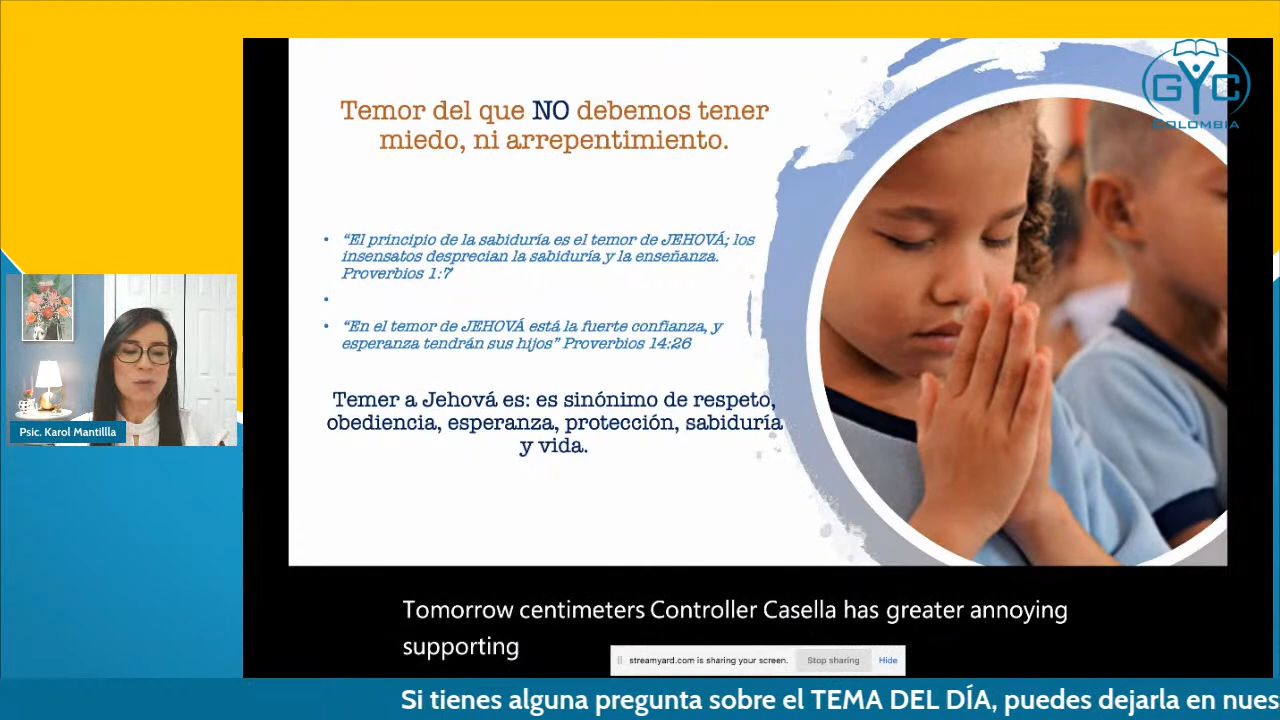 GYC
COLOMBIA
Temor del que NO debemos tener
miedo, ni arrepentimiento.
• “El principio de la sabiduría es el temor de JEHOVÁ; los
insensatos desprecian la sabiduría y la enseñanza.
Proverbios 1:7
•
• “En el temor de JEHOVÁ está la fuerte confianza, y
esperanza tendrán sus hijos” Proverbios 14:26
Temer a Jehová es: es sinónimo de respeto,
obediencia, esperanza, protección, sabiduría
y vida.
Psic. Karol Mantillla
Tomorrow centimeters Controller Casella has greater annoying
supporting
streamyard.com is sharing your screen. Stop sharing Hide
Si tienes alguna pregunta sobre el TEMA DEL DÍA, puedes dejarla en nues